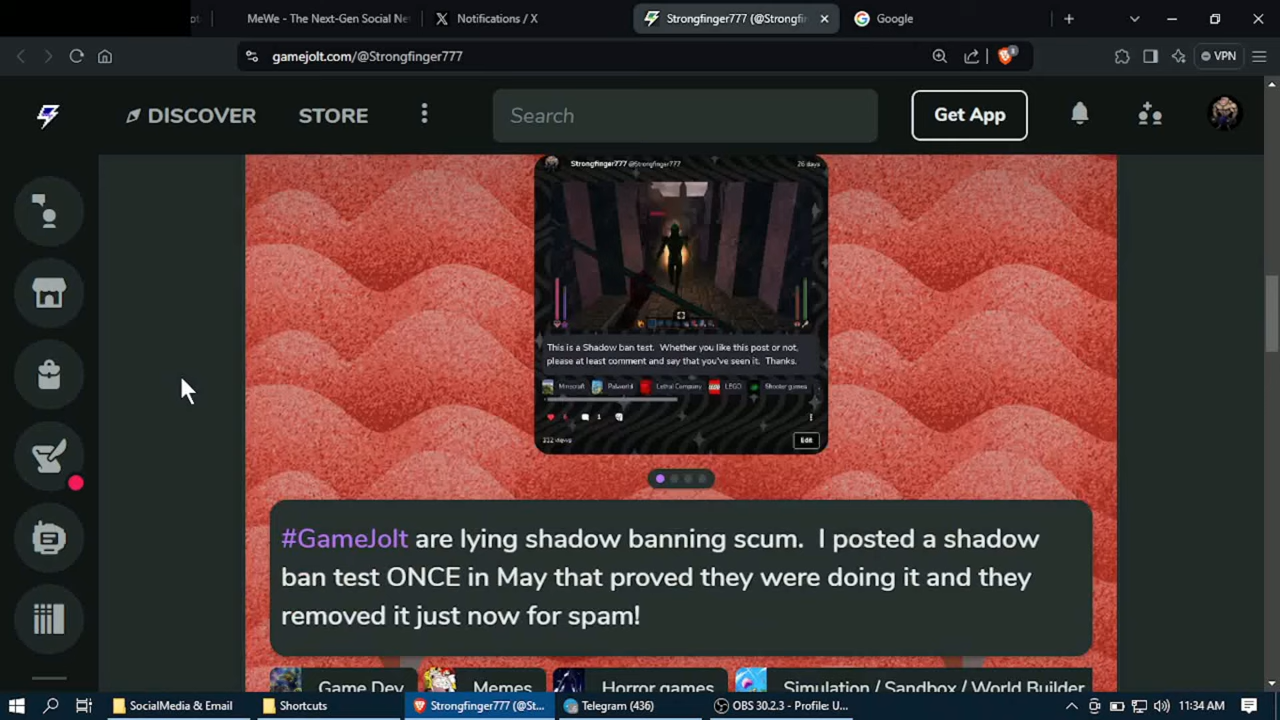 MeWe - The Next-Gen Social Ne
Notifications / X
Strongfinger777 (@Strongfin
Google
gamejolt.com/@Strongfinger777
VPN
DISCOVER
STORE
Search
Get App
Strongfinger777 @Strongfinger777
26 days
This is a Shadow ban test. Whether you like this post or not,
please at least comment and say that you've seen it. Thanks.
Minecraft
Palworld
Lethal Company
LEGO
Shooter games
Edit
#GameJolt are lying shadow banning scum. I posted a shadow
ban test ONCE in May that proved they were doing it and they
removed it just now for spam!
Game Dev
Memes
Horror games
Simulation / Sandbox / World Builder
SocialMedia & Email
Shortcuts
Strongfinger777 (@St...
Telegram (436)
OBS 30.2.3 - Profile: U...
11:34 AM